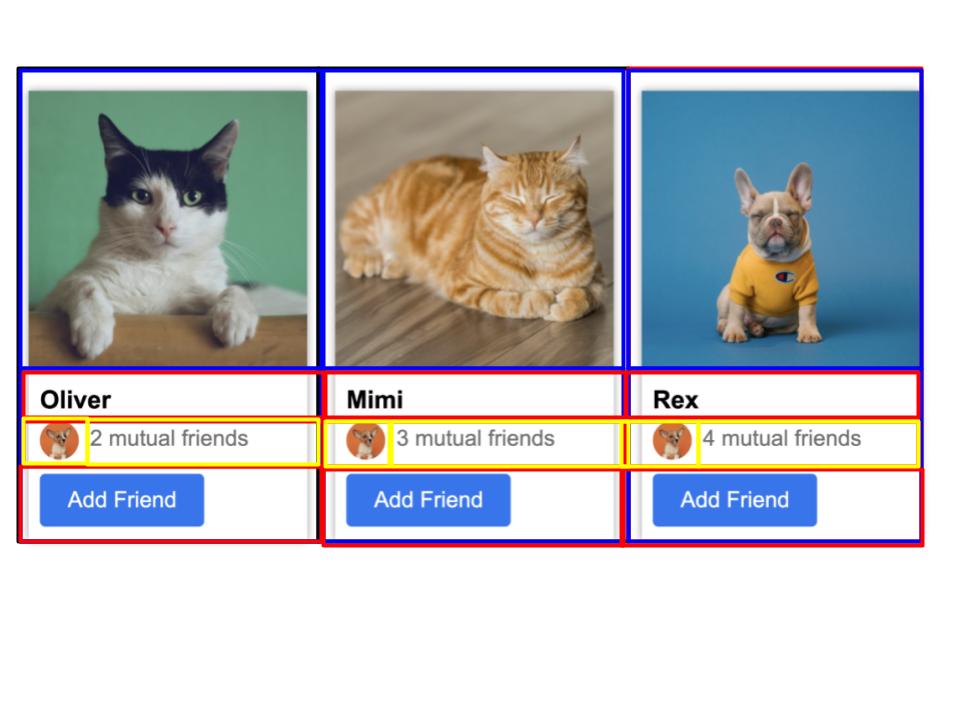 Oliver
2 mutual friends
Add Friend
Mimi
3 mutual friends
Add Friend
Rex
4 mutual friends
Add Friend